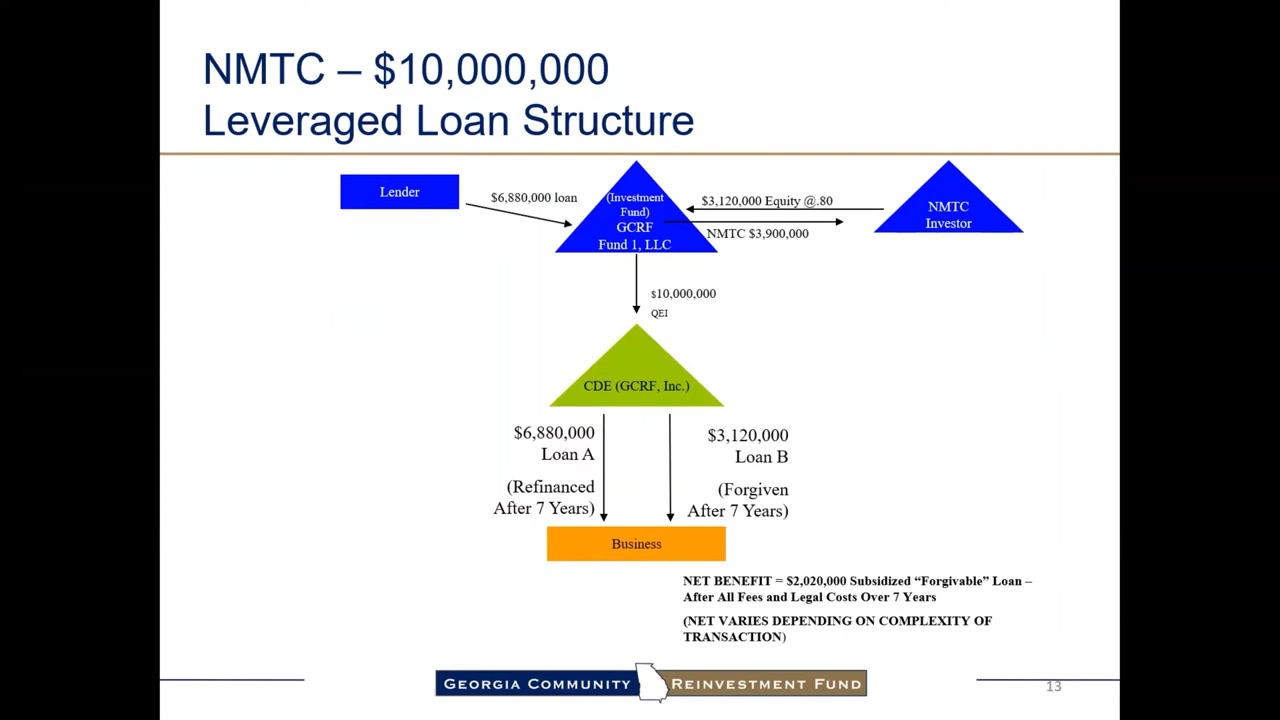 NMTC – $10,000,000
Leveraged Loan Structure
Lender
$6,880,000 loan
(Investment
Fund)
GCRF
Fund 1, LLC
$3,120,000 Equity @.80
NMTC $3,900,000
NMTC
Investor
$10,000,000
QEI
CDE (GCRF, Inc.)
$6,880,000
Loan A
(Refinanced
After 7 Years)
$3,120,000
Loan B
(Forgiven
After 7 Years)
Business
NET BENEFIT = $2,020,000 Subsidized “Forgivable” Loan –
After All Fees and Legal Costs Over 7 Years
(NET VARIES DEPENDING ON COMPLEXITY OF
TRANSACTION)
GEORGIA COMMUNITY REINVESTMENT FUND
13